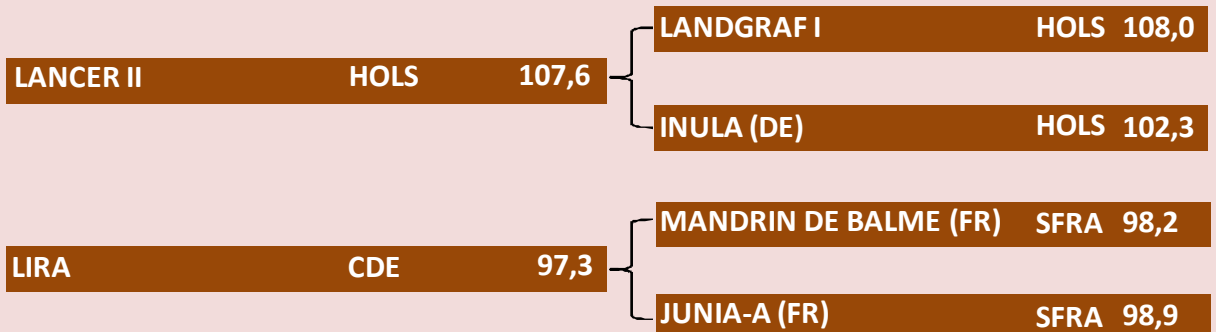 LANDGRAF I HOLS 108,0
LANCER II HOLS 107,6
INULA (DE) HOLS 102,3
MANDRIN DE BALME (FR) SFRA 98,2
LIRA CDE 97,3
JUNIA-A (FR) SFRA 98,9